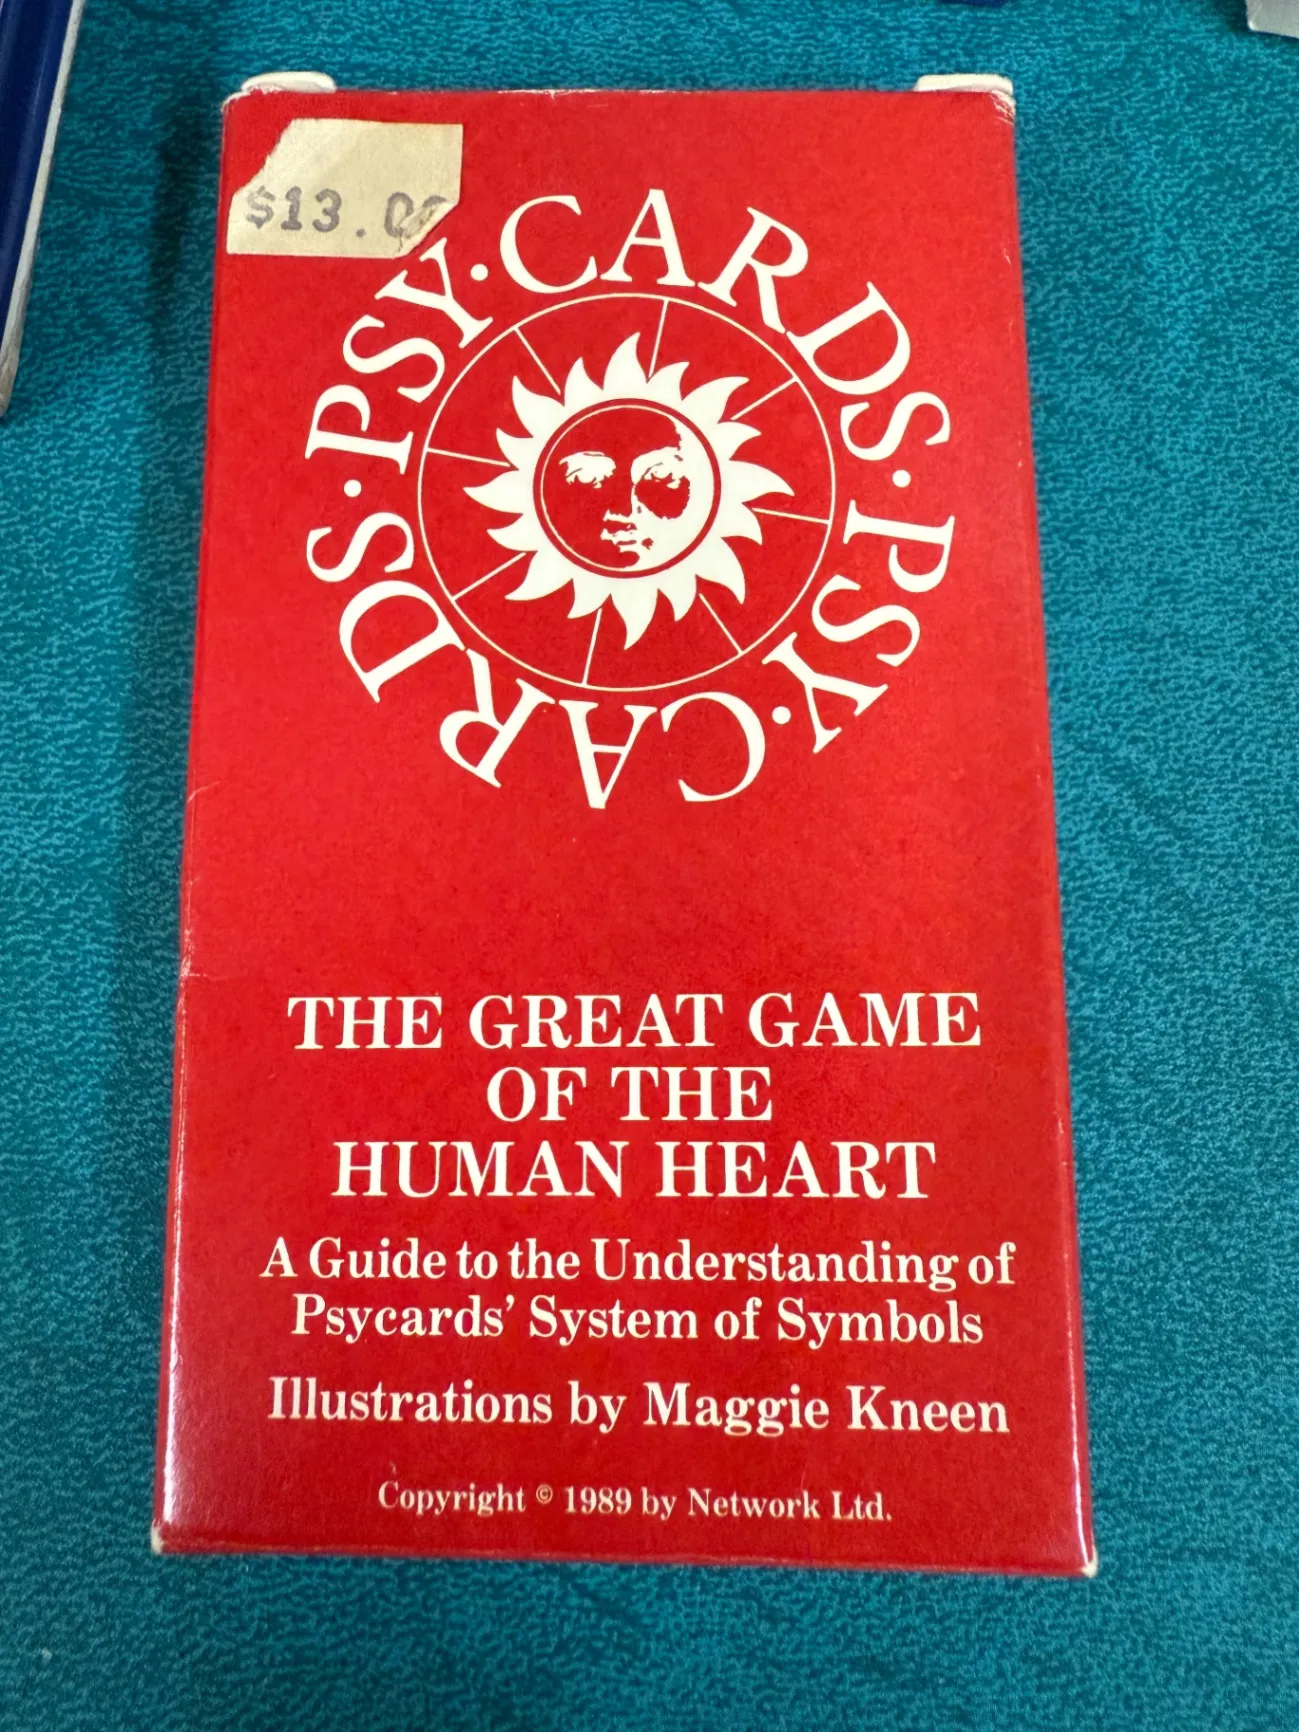 $13.00
PSY·CARDS·PSY·CARDS·
THE GREAT GAME
OF THE
HUMAN HEART
A Guide to the Understanding of
Psycards' System of Symbols
Illustrations by Maggie Kneen
Copyright © 1989 by Network Ltd.